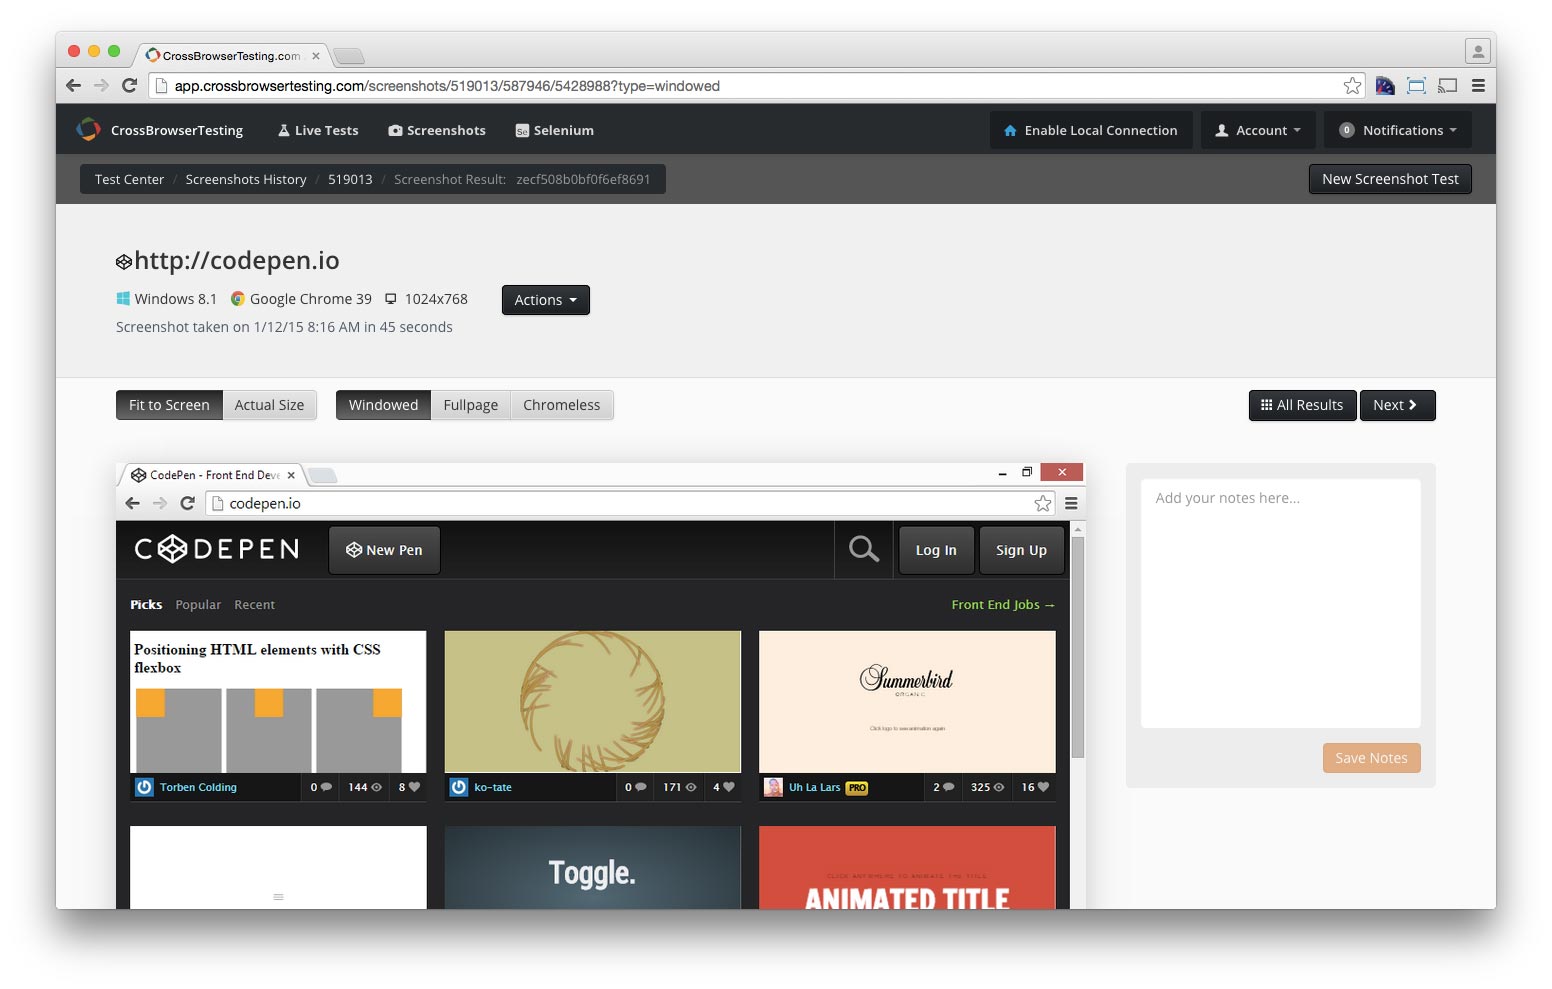 CrossBrowserTesting.com
app.crossbrowsertesting.com/screenshots/519013/587946/5428988?type=windowed
CrossBrowserTesting Live Tests Screenshots Se Selenium Enable Local Connection Account 0 Notifications
Test Center / Screenshots History / 519013 / Screenshot Result: zecf508b0bf0f6ef8691 New Screenshot Test
http://codepen.io
Windows 8.1 Google Chrome 39 1024x768 Actions
Screenshot taken on 1/12/15 8:16 AM in 45 seconds
Fit to Screen Actual Size Windowed Fullpage Chromeless All Results Next
CodePen - Front End Deve
codepen.io
Add your notes here...
CODEPEN New Pen Log In Sign Up
Picks Popular Recent Front End Jobs →
Positioning HTML elements with CSS
flexbox
Summerbird
ORGANIC
Click logo to see animation again
Save Notes
Torben Colding 0 144 8 ko-tate 0 171 4 Uh La Lars PRO 2 325 16
Toggle.
CLICK ANYWHERE TO ANIMATE THE TITLE
ANIMATED TITLE